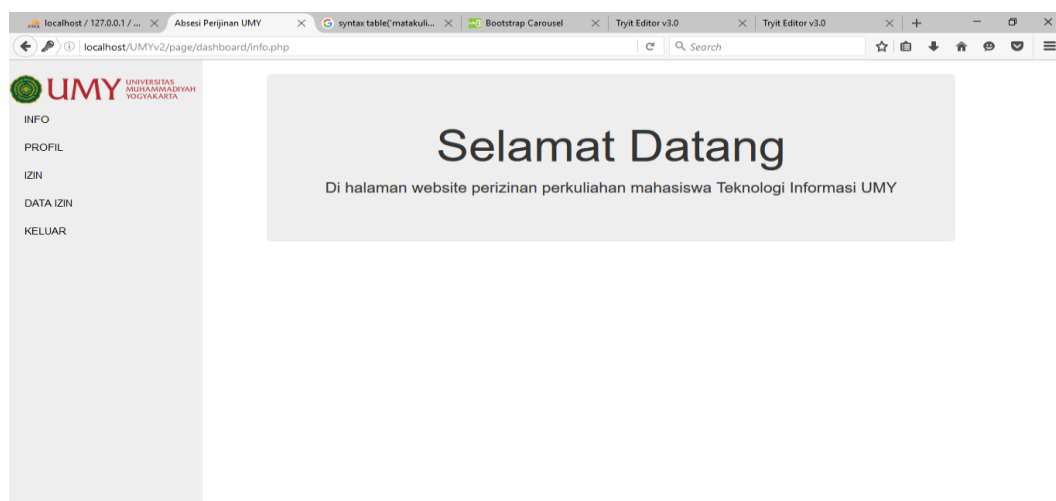 localhost / 127.0.0.1 / ...
Absesi Perijinan UMY
syntax table('matakuli...
Bootstrap Carousel
Tryit Editor v3.0
Tryit Editor v3.0
localhost/UMYv2/page/dashboard/info.php
Search
UMY
UNIVERSITAS
MUHAMMADIYAH
YOGYAKARTA
INFO
PROFIL
IZIN
DATA IZIN
KELUAR
Selamat Datang
Di halaman website perizinan perkuliahan mahasiswa Teknologi Informasi UMY